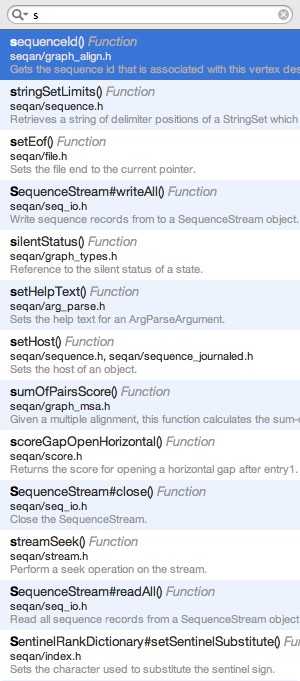 s
sequenceId() Function
seqan/graph_align.h
Gets the sequence id that is associated with this vertex des
stringSetLimits() Function
seqan/sequence.h
Retrieves a string of delimiter positions of a StringSet which
setEof() Function
seqan/file.h
Sets the file end to the current pointer.
SequenceStream#writeAll() Function
seqan/seq_io.h
Write sequence records from to a SequenceStream object.
silentStatus() Function
seqan/graph_types.h
Reference to the silent status of a state.
setHelpText() Function
seqan/arg_parse.h
Sets the help text for an ArgParseArgument.
setHost() Function
seqan/sequence.h, seqan/sequence_journaled.h
Sets the host of an object.
sumOfPairsScore() Function
seqan/graph_msa.h
Given a multiple alignment, this function calculates the sum-o
scoreGapOpenHorizontal() Function
seqan/score.h
Returns the score for opening a horizontal gap after entry1.
SequenceStream#close() Function
seqan/seq_io.h
Close the SequenceStream.
streamSeek() Function
seqan/stream.h
Perform a seek operation on the stream.
SequenceStream#readAll() Function
seqan/seq_io.h
Read all sequence records from a SequenceStream object
SentinelRankDictionary#setSentinelSubstitute() Fu
seqan/index.h
Sets the character used to substitute the sentinel sign.